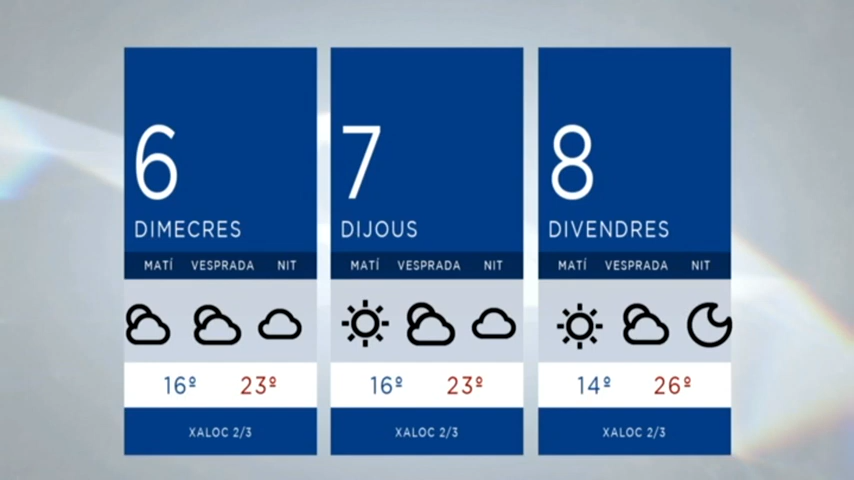 6
DIMECRES
MATÍ VESPRADA NIT
16º 23º
XALOC 2/3
7
DIJOUS
MATÍ VESPRADA NIT
16º 23º
XALOC 2/3
8
DIVENDRES
MATÍ VESPRADA NIT
14º 26º
XALOC 2/3